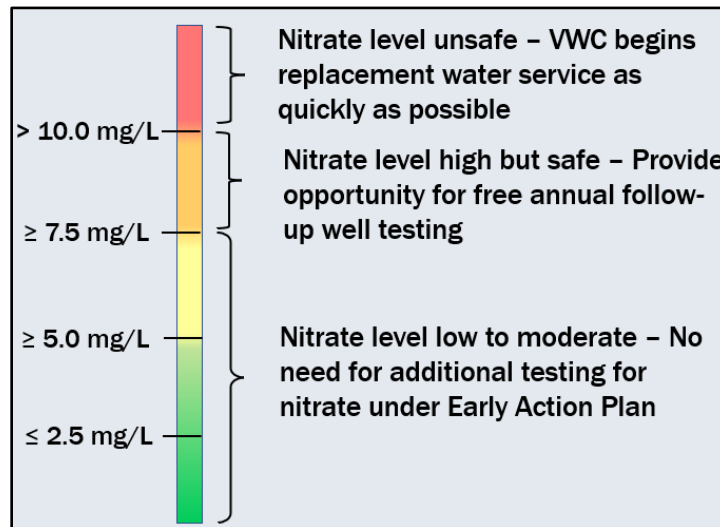 Nitrate level unsafe – VWC begins
replacement water service as
quickly as possible
> 10.0 mg/L
Nitrate level high but safe – Provide
opportunity for free annual follow-
up well testing
≥ 7.5 mg/L
≥ 5.0 mg/L
Nitrate level low to moderate – No
need for additional testing for
nitrate under Early Action Plan
≤ 2.5 mg/L